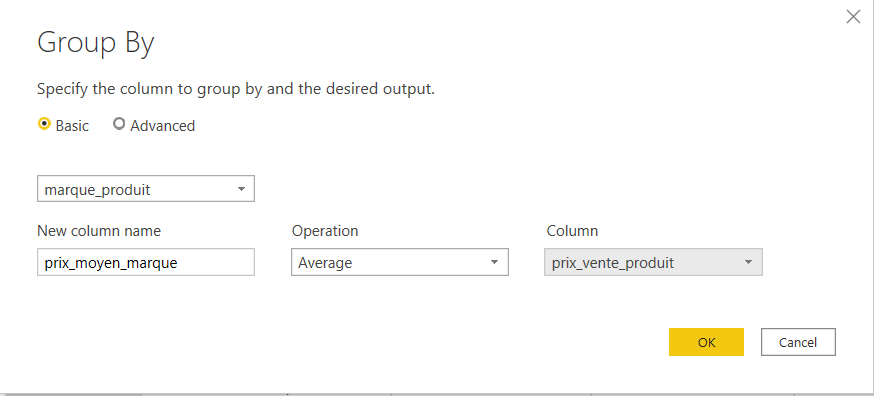 Group By
Specify the column to group by and the desired output.
Basic Advanced
marque_produit
New column name Operation Column
prix_moyen_marque Average prix_vente_produit
OK Cancel